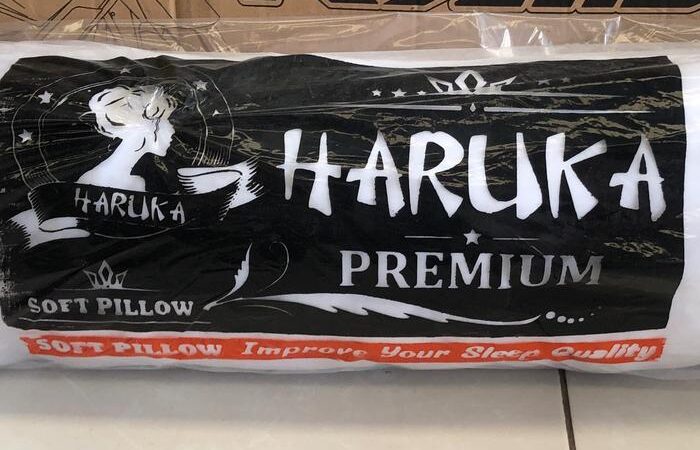 HARUKA
SOFT PILLOW
HARUKA
PREMIUM
SOFT PILLOW Improve Your Sleep Quality